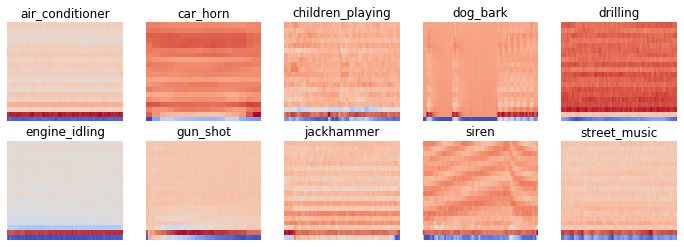 air_conditioner car_horn children_playing dog_bark drilling
engine_idling gun_shot jackhammer siren street_music